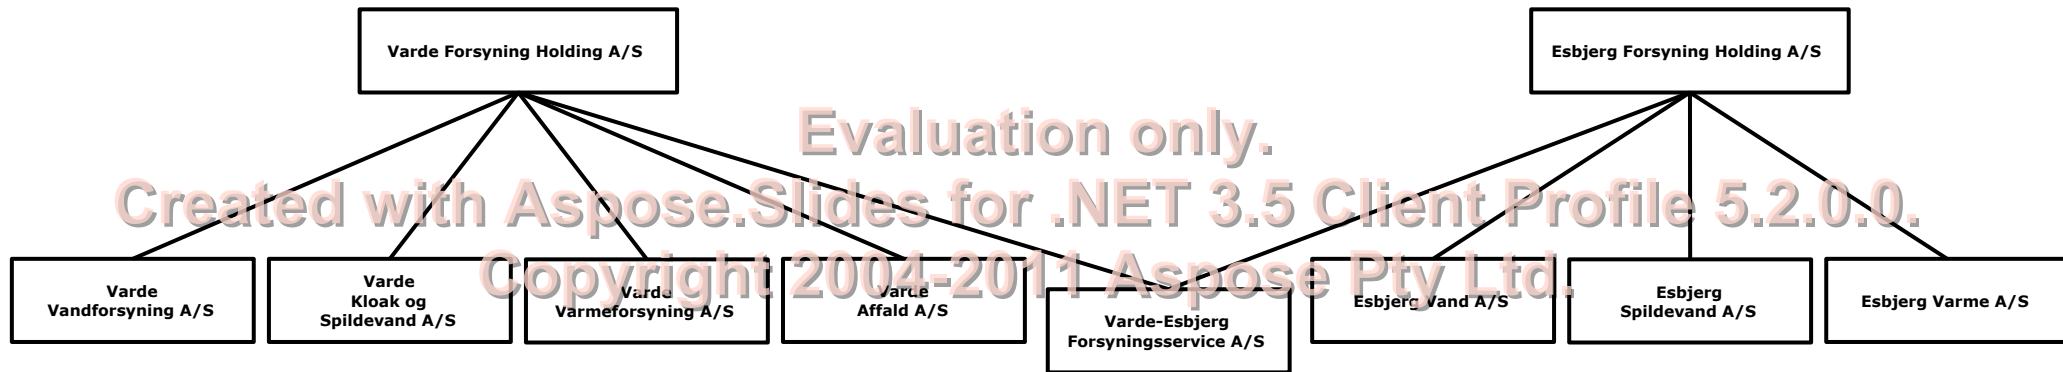 Varde Forsyning Holding A/S
Esbjerg Forsyning Holding A/S
Evaluation only.
Created with Aspose.Slides for .NET 3.5 Client Profile 5.2.0.0.
Copyright 2004-2011 Aspose Pty Ltd.
Varde
Vandforsyning A/S
Varde
Kloak og
Spildevand A/S
Varde
Varmeforsyning A/S
Varde
Affald A/S
Varde-Esbjerg
Forsyningsservice A/S
Esbjerg Vand A/S
Esbjerg
Spildevand A/S
Esbjerg Varme A/S